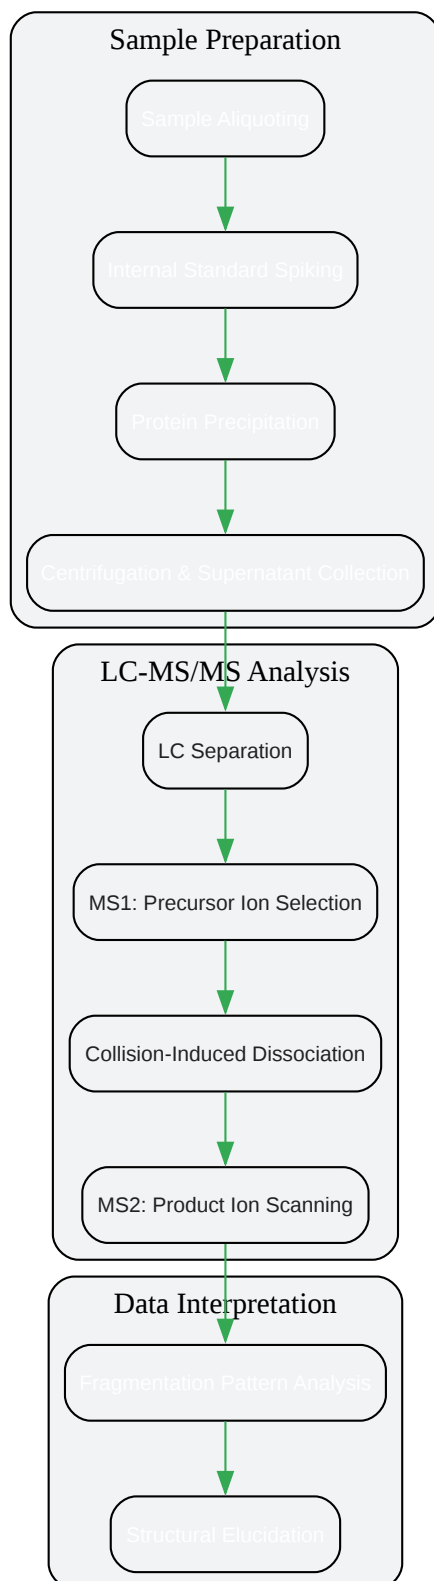 Sample Preparation
Sample Aliquoting
Internal Standard Spiking
Protein Precipitation
Centrifugation & Supernatant Collection
LC-MS/MS Analysis
LC Separation
MS1: Precursor Ion Selection
Collision-Induced Dissociation
MS2: Product Ion Scanning
Data Interpretation
Fragmentation Pattern Analysis
Structural Elucidation